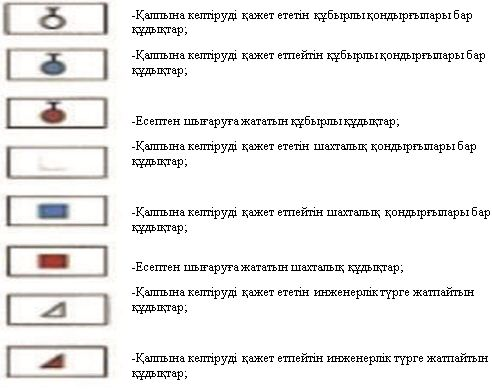 -Қалпына келтіруді қажет ететін құбырлы қондырғылары бар
құдықтар;
-Қалпына келтіруді қажет етпейтін құбырлы қондырғылары бар
құдықтар;
-Есептен шығаруға жататын құбырлы құдықтар;
-Қалпына келтіруді қажет ететін шахталық қондырғылары бар
құдықтар;
-Қалпына келтіруді қажет етпейтін шахталық қондырғылары бар
құдықтар;
-Есептен шығаруға жататын шахталық құдықтар;
-Қалпына келтіруді қажет ететін инженерлік түрге жатпайтын
құдықтар;
-Қалпына келтіруді қажет етпейтін инженерлік түрге жатпайтын
құдықтар;